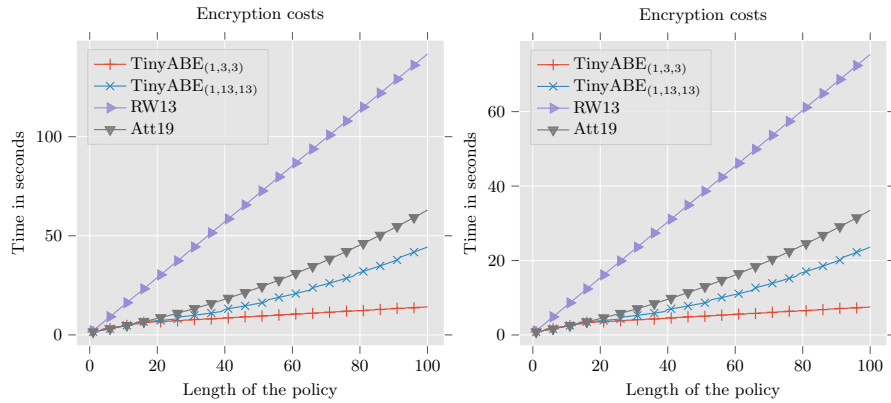 Encryption costs
TinyABE(1,3,3)
TinyABE(1,13,13)
RW13
Att19
Time in seconds
100
50
0
0 20 40 60 80 100
Length of the policy
Encryption costs
TinyABE(1,3,3)
TinyABE(1,13,13)
RW13
Att19
Time in seconds
60
40
20
0
0 20 40 60 80 100
Length of the policy